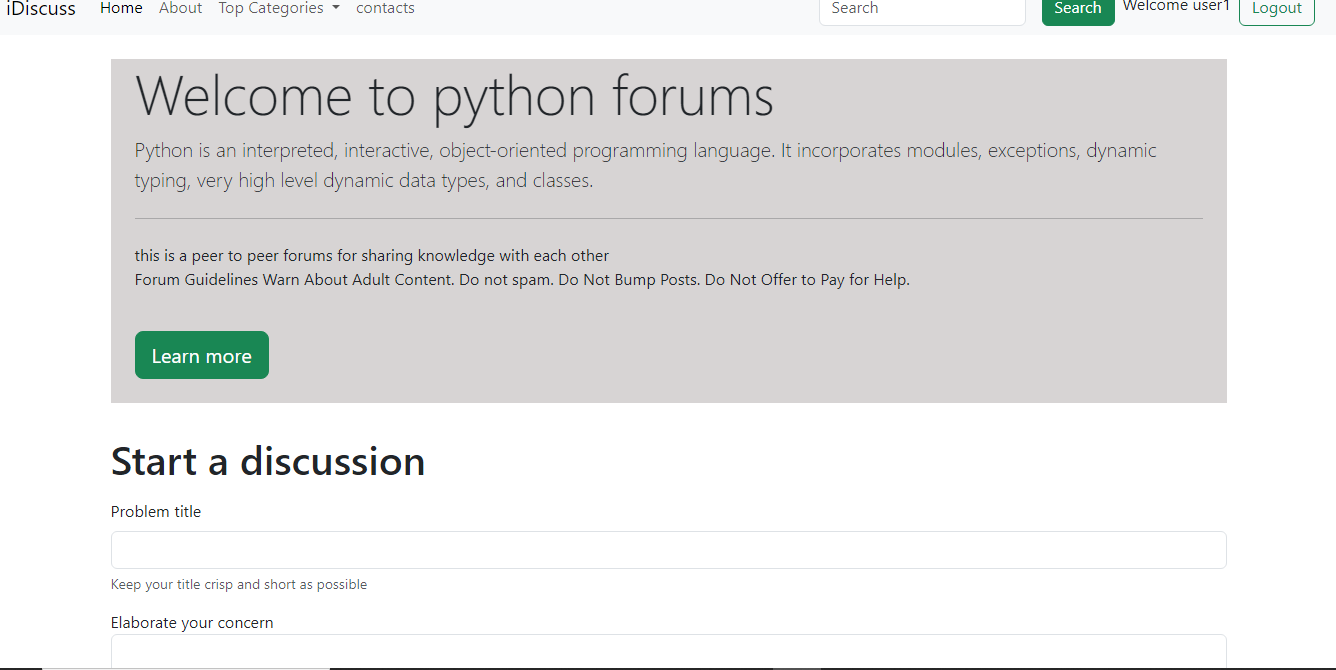 iDiscuss Home About Top Categories contacts Search Search Welcome user1 Logout
Welcome to python forums
Python is an interpreted, interactive, object-oriented programming language. It incorporates modules, exceptions, dynamic
typing, very high level dynamic data types, and classes.
this is a peer to peer forums for sharing knowledge with each other
Forum Guidelines Warn About Adult Content. Do not spam. Do Not Bump Posts. Do Not Offer to Pay for Help.
Learn more
Start a discussion
Problem title
Keep your title crisp and short as possible
Elaborate your concern